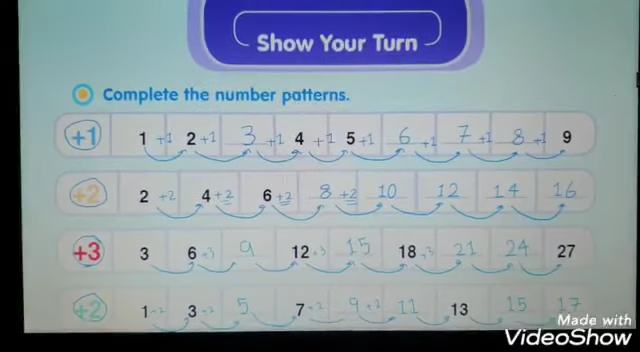 Show Your Turn
Complete the number patterns.
+1 1 +1 2 +1 3 +1 4 +1 5 +1 6 +1 7 +1 8 +1 9
+2 2 +2 4 +2 6 +2 8 +2 10 12 14 16
+3 3 6 +3 9 12 +3 15 18 +3 21 24 27
+2 1 +2 3 +2 5 7 +2 9 +2 11 13 15 17
Made with
VideoShow